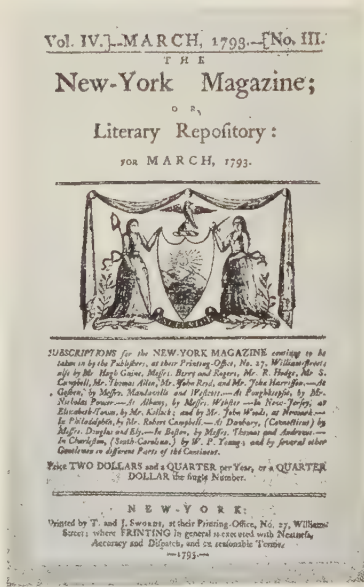 Vol. IV.}--MARCH, 1793.--{No. III.
THE
New-York Magazine;
OR,
Literary Repository:
FOR MARCH, 1793.
SUBSCRIPTIONS for the NEW-YORK MAGAZINE continue to be
taken in by the Publishers, at their Printing-Office, No. 27, William-street;
also by Mr. Hugh Gaine, Messrs. Berry and Rogers, Mr. R. Hodge, Mr. S.
Campbell, Mr. Thomas Allen, Mr. John Reid, and Mr. John Harrisson.—At
Goshen, by Messrs. Mandeville and Westcott.—At Poughkeepsie, by Mr.
Nicholas Power.—At Albany, by Messrs. Webster.—In New-Jersey, at
Elizabeth-Town, by Mr. Kollock; and by Mr. John Woods, at Newark.—
In Philadelphia, by Mr. Robert Campbell.—At Danbury, (Connecticut) by
Messrs. Douglas and Ely.—In Boston, by Messrs. Thomas and Andrews.—
In Charleston, (South-Carolina,) by W. P. Young; and by several other
Gentlemen in different Parts of the Continent.
Price TWO DOLLARS and a QUARTER per Year, or a QUARTER
DOLLAR the single Number.
NEW-YORK:
Printed by T. and J. SWORDS, at their Printing-Office, No. 27, William-
Street; where PRINTING in general is executed with Neatness,
Accuracy and Dispatch, and on reasonable Terms.
—1793.—